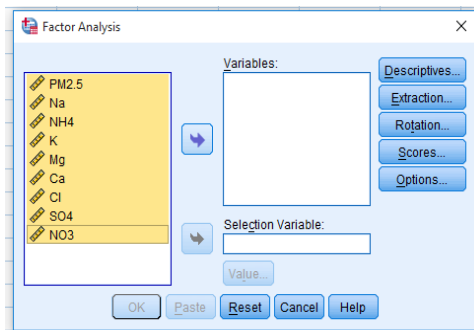 Factor Analysis
Variables:
PM2.5
Na
NH4
K
Mg
Ca
Cl
SO4
NO3
Descriptives...
Extraction...
Rotation...
Scores...
Options...
Selection Variable:
Value...
OK Paste Reset Cancel Help